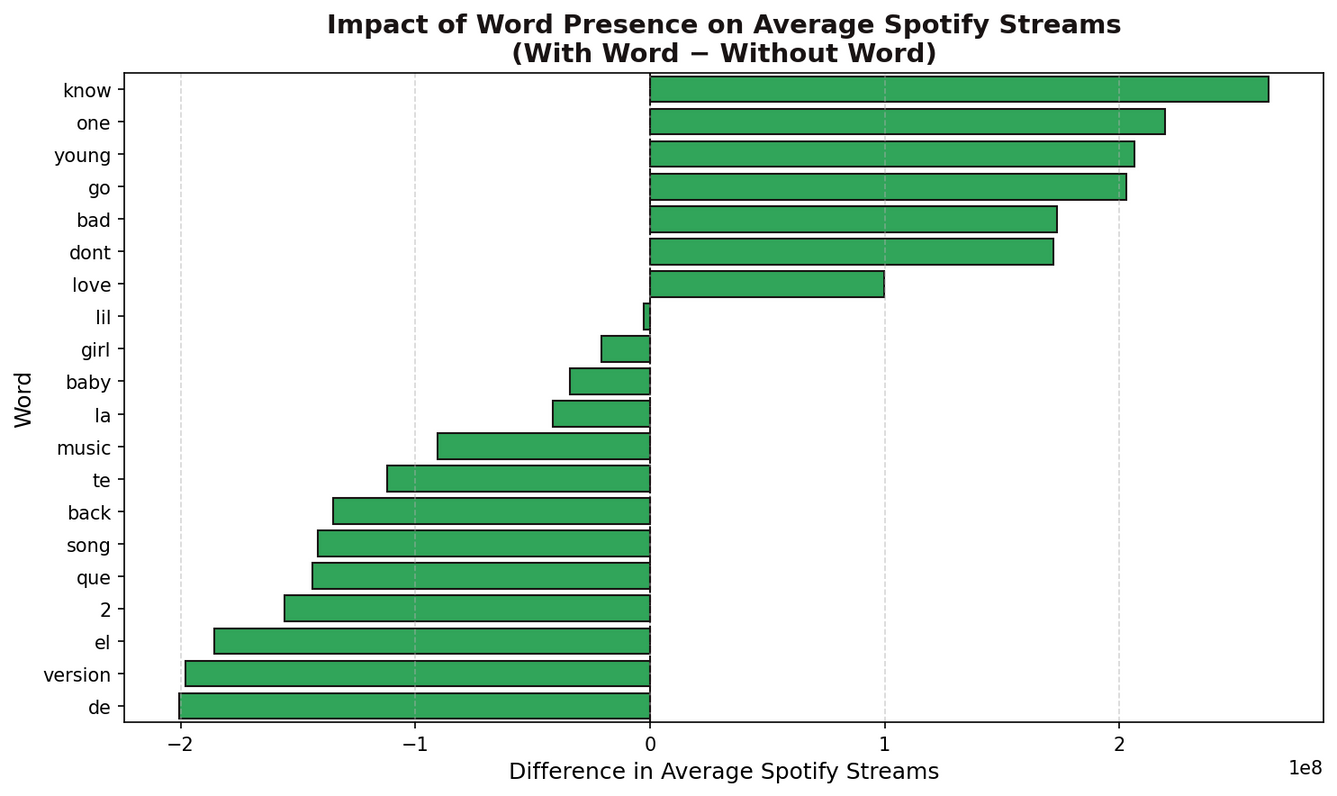 Impact of Word Presence on Average Spotify Streams
(With Word − Without Word)
know
one
young
go
bad
dont
love
lil
girl
baby
la
music
te
back
song
que
2
el
version
de
Word
−2 −1 0 1 2
1e8
Difference in Average Spotify Streams